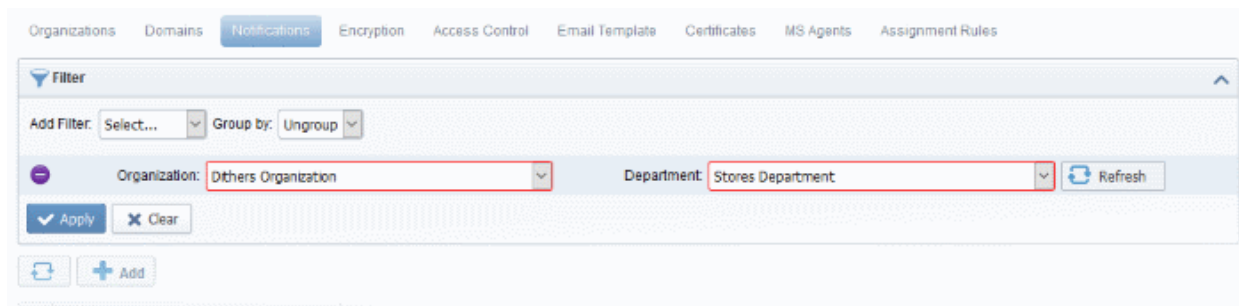 Organizations Domains Notifications Encryption Access Control Email Template Certificates MS Agents Assignment Rules
Filter
Add Filter: Select... Group by: Ungroup
Organization: Dithers Organization Department: Stores Department Refresh
Apply Clear
Add